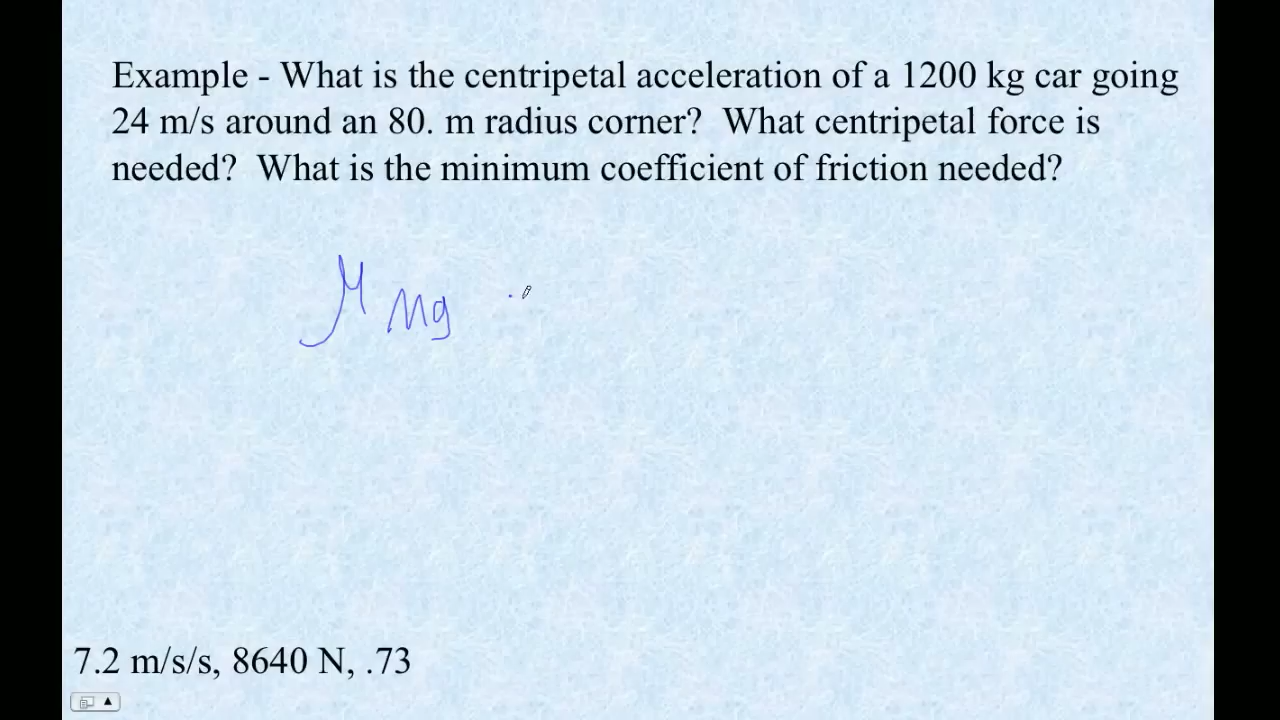 Example - What is the centripetal acceleration of a 1200 kg car going
24 m/s around an 80. m radius corner?  What centripetal force is
needed?  What is the minimum coefficient of friction needed?
μ mg
7.2 m/s/s, 8640 N, .73